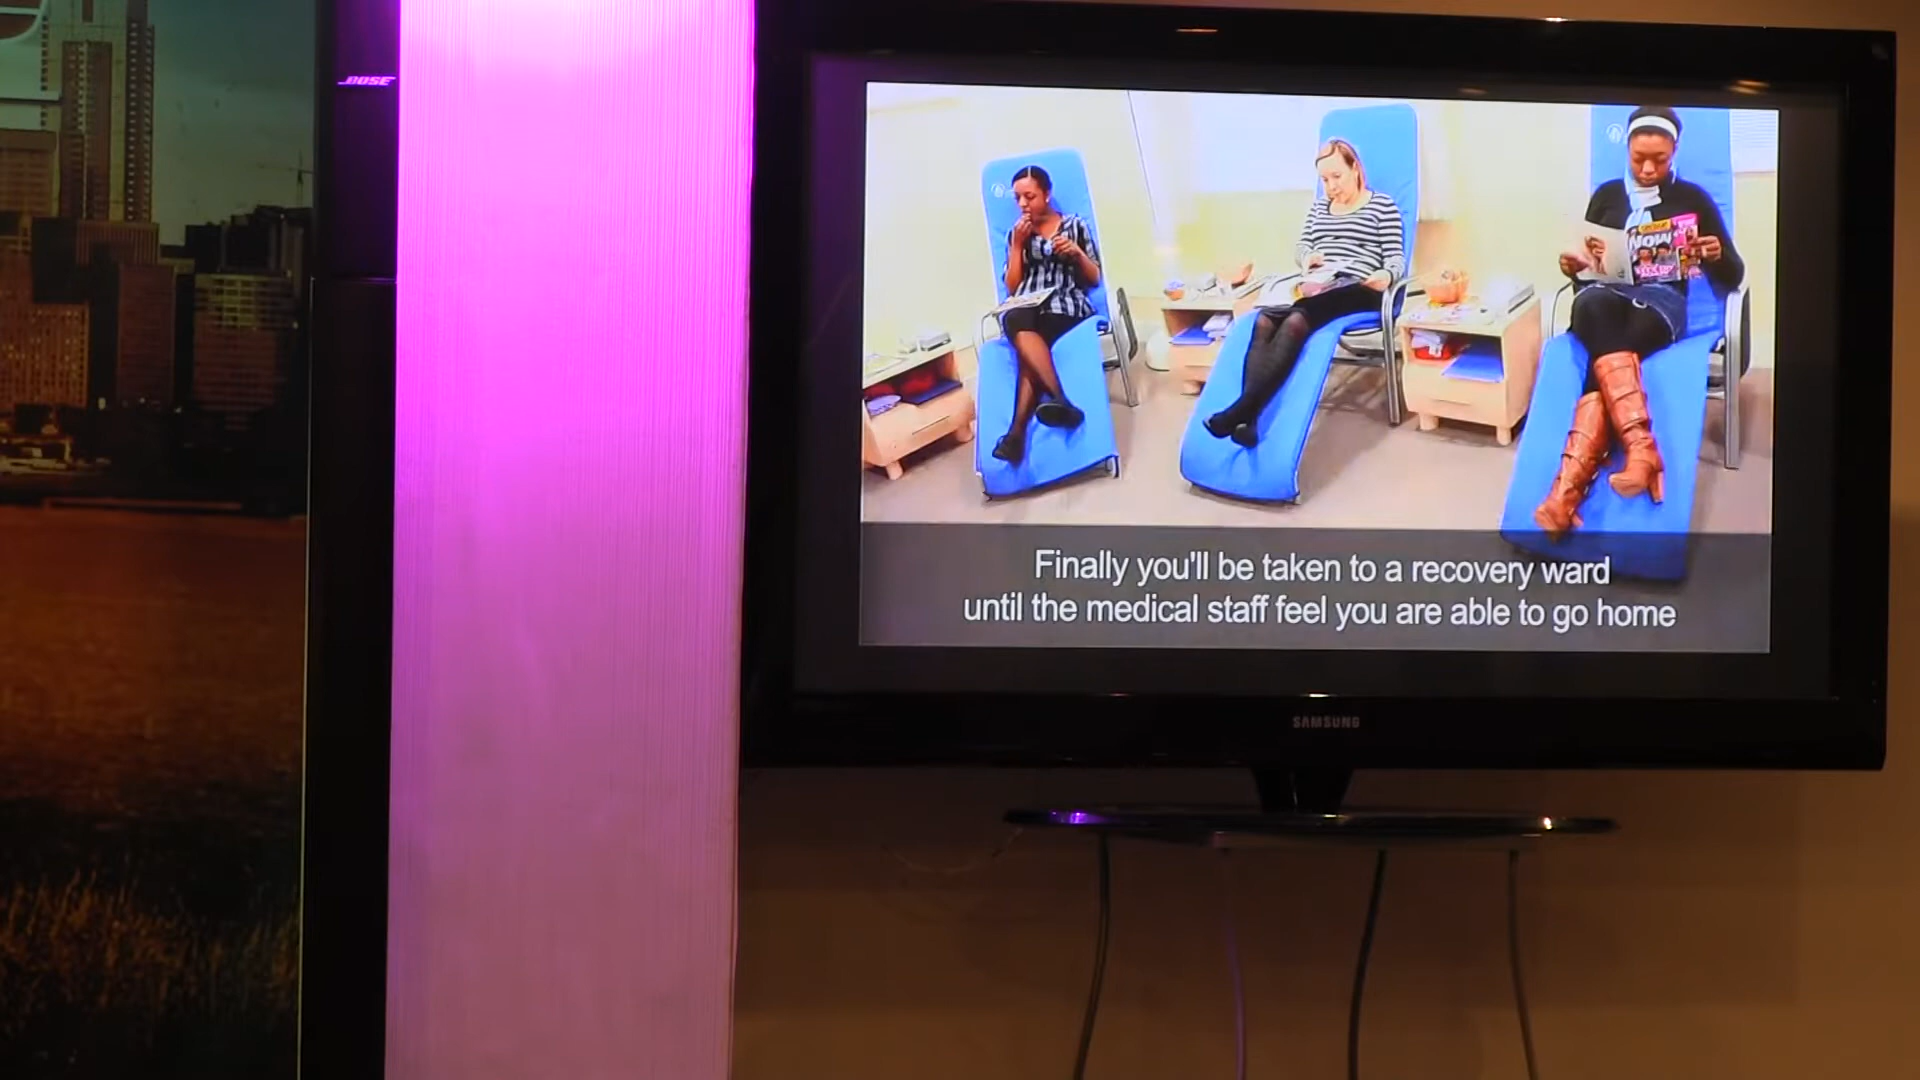 BOSE
NOW
Finally you'll be taken to a recovery ward
until the medical staff feel you are able to go home
SAMSUNG